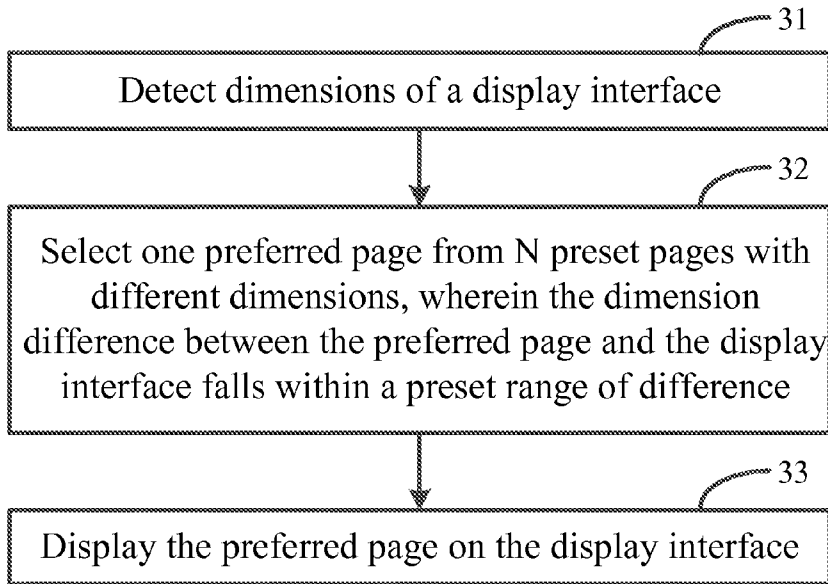 31
Detect dimensions of a display interface
32
Select one preferred page from N preset pages with
different dimensions, wherein the dimension
difference between the preferred page and the display
interface falls within a preset range of difference
33
Display the preferred page on the display interface